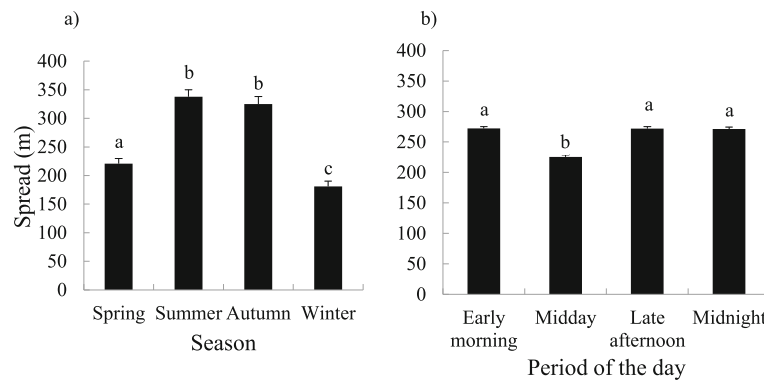 a)
400
350
300
250
200
150
100
50
0
Spread (m)
a
b
b
c
Spring Summer Autumn Winter
Season
b)
400
350
300
250
200
150
100
50
0
a
b
a
a
Early morning
Midday
Late afternoon
Midnight
Period of the day